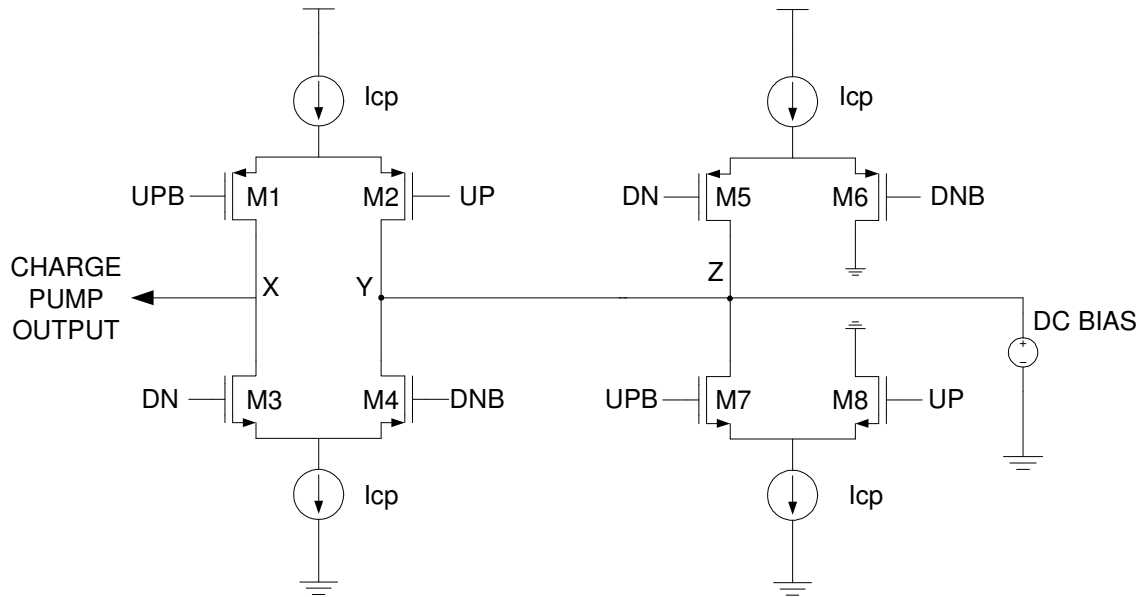 Icp
Icp
UPB
M1
M2
UP
DN
M5
M6
DNB
CHARGE
PUMP
OUTPUT
X
Y
Z
DC BIAS
+
-
DN
M3
M4
DNB
UPB
M7
M8
UP
Icp
Icp